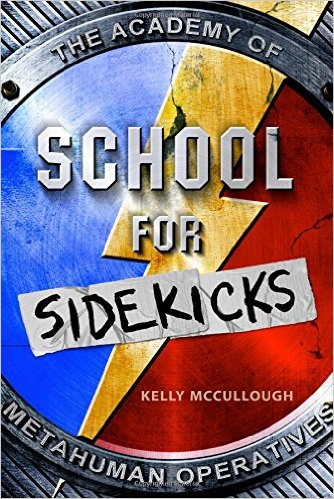 THE ACADEMY OF
SCHOOL
FOR
SIDEKICKS
KELLY MCCULLOUGH
METAHUMAN OPERATIVES